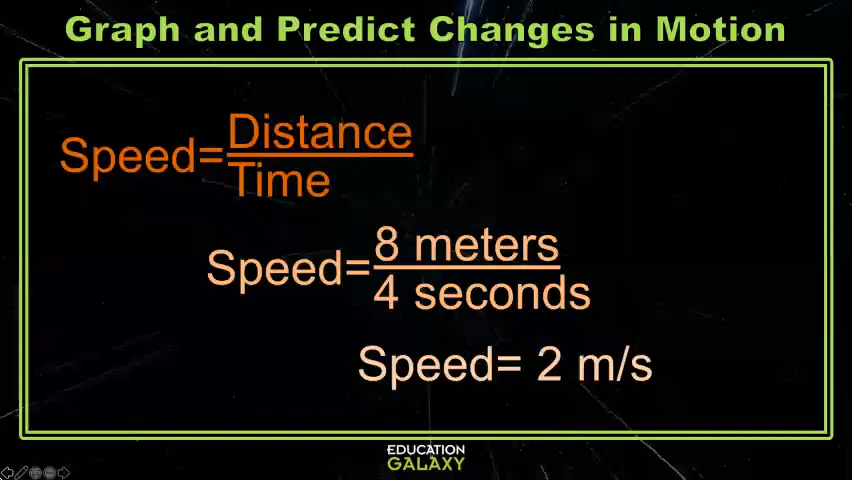 Graph and Predict Changes in Motion
Speed=Distance
Time
Speed=8 meters
4 seconds
Speed= 2 m/s
EDUCATION
GALAXY